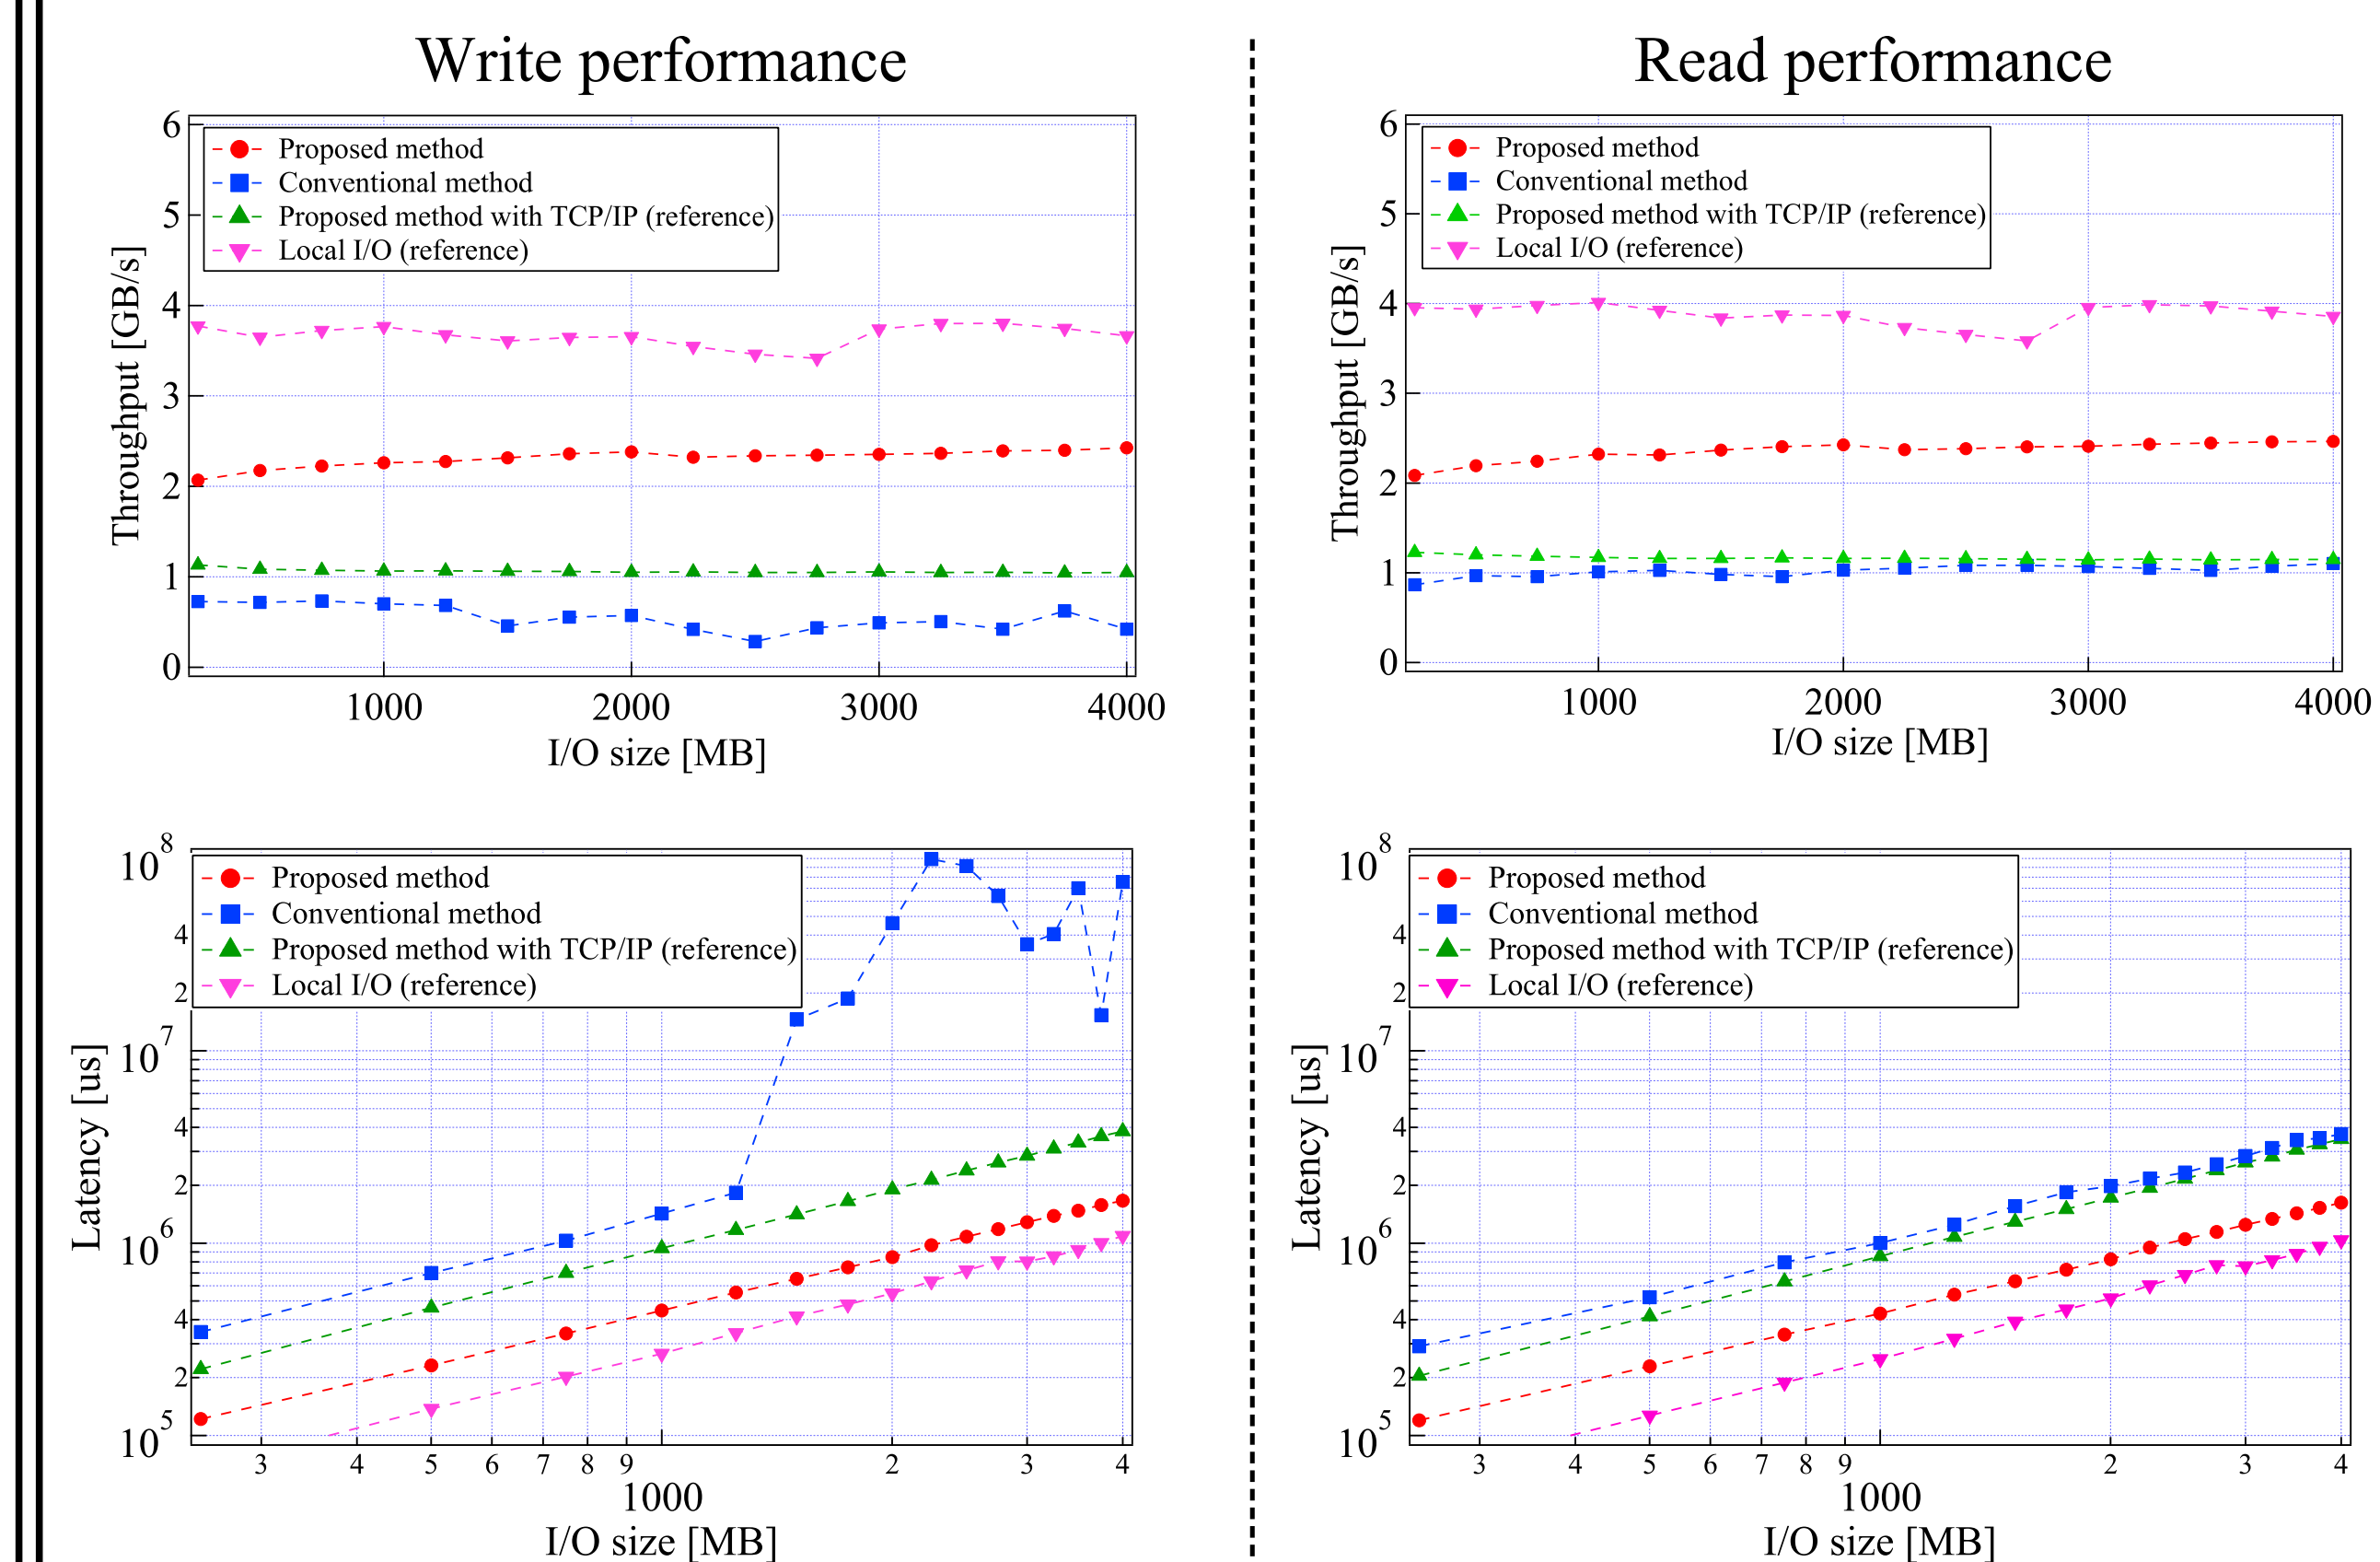 Write performance
6
5
4
3
2
1
0
Throughput [GB/s]
Proposed method
Conventional method
Proposed method with TCP/IP (reference)
Local I/O (reference)
1000 2000 3000 4000
I/O size [MB]
Read performance
6
5
4
3
2
1
0
Throughput [GB/s]
Proposed method
Conventional method
Proposed method with TCP/IP (reference)
Local I/O (reference)
1000 2000 3000 4000
I/O size [MB]
10^8
4
2
10^7
4
2
10^6
4
2
10^5
Latency [us]
Proposed method
Conventional method
Proposed method with TCP/IP (reference)
Local I/O (reference)
3 4 5 6 7 8 9 2 3 4
1000
I/O size [MB]
10^8
4
2
10^7
4
2
10^6
4
2
10^5
Latency [us]
Proposed method
Conventional method
Proposed method with TCP/IP (reference)
Local I/O (reference)
3 4 5 6 7 8 9 2 3 4
1000
I/O size [MB]